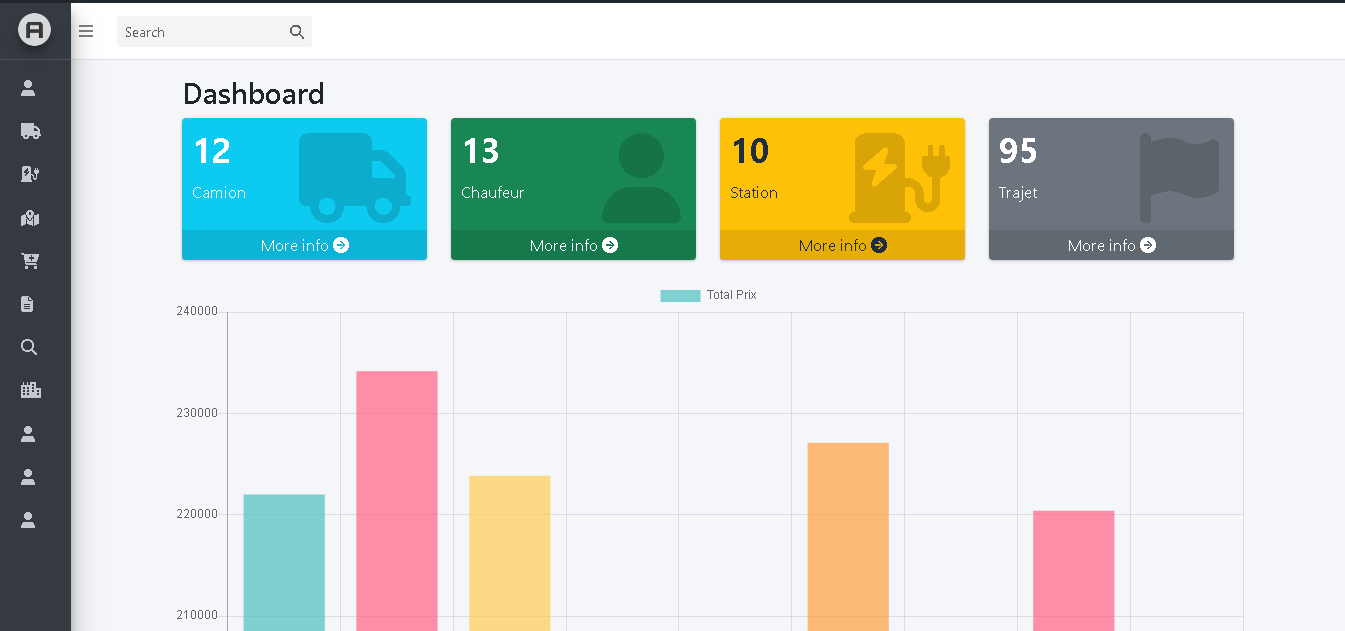 A
Search
Dashboard
12
Camion
More info
13
Chaufeur
More info
10
Station
More info
95
Trajet
More info
Total Prix
240000
230000
220000
210000